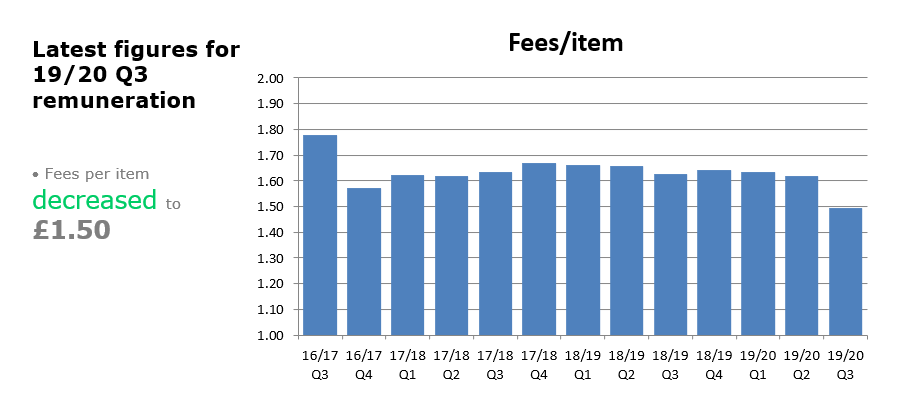 Latest figures for
19/20 Q3
remuneration
• Fees per item
decreased to
£1.50
Fees/item
2.00
1.90
1.80
1.70
1.60
1.50
1.40
1.30
1.20
1.10
1.00
16/17 16/17 17/18 17/18 17/18 17/18 18/19 18/19 18/19 18/19 19/20 19/20 19/20
Q3 Q4 Q1 Q2 Q3 Q4 Q1 Q2 Q3 Q4 Q1 Q2 Q3